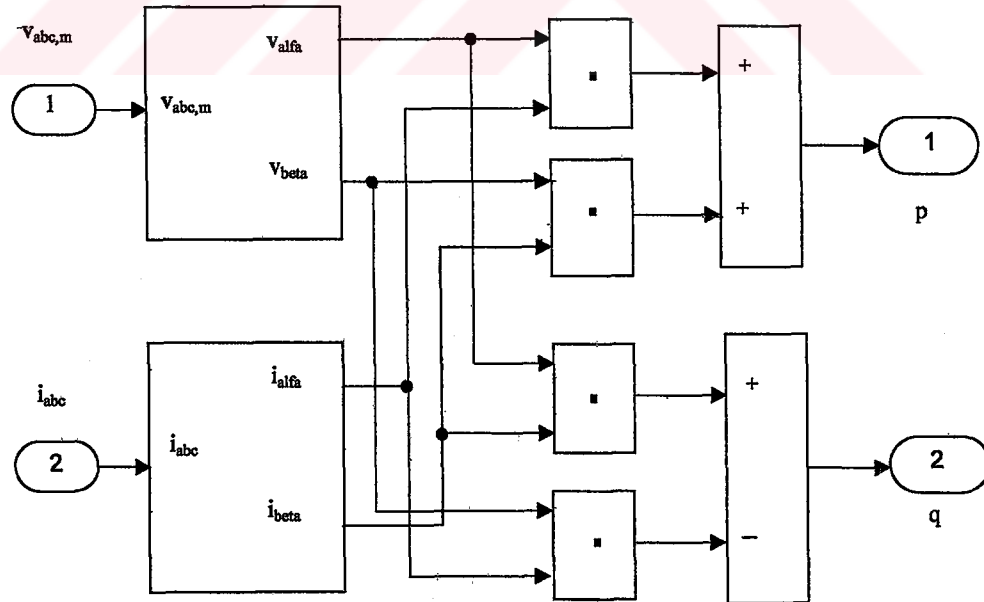 v_abc,m
1
v_abc,m
v_alfa
v_beta
+
+
1
p
i_abc
2
i_abc
i_alfa
i_beta
+
−
2
q